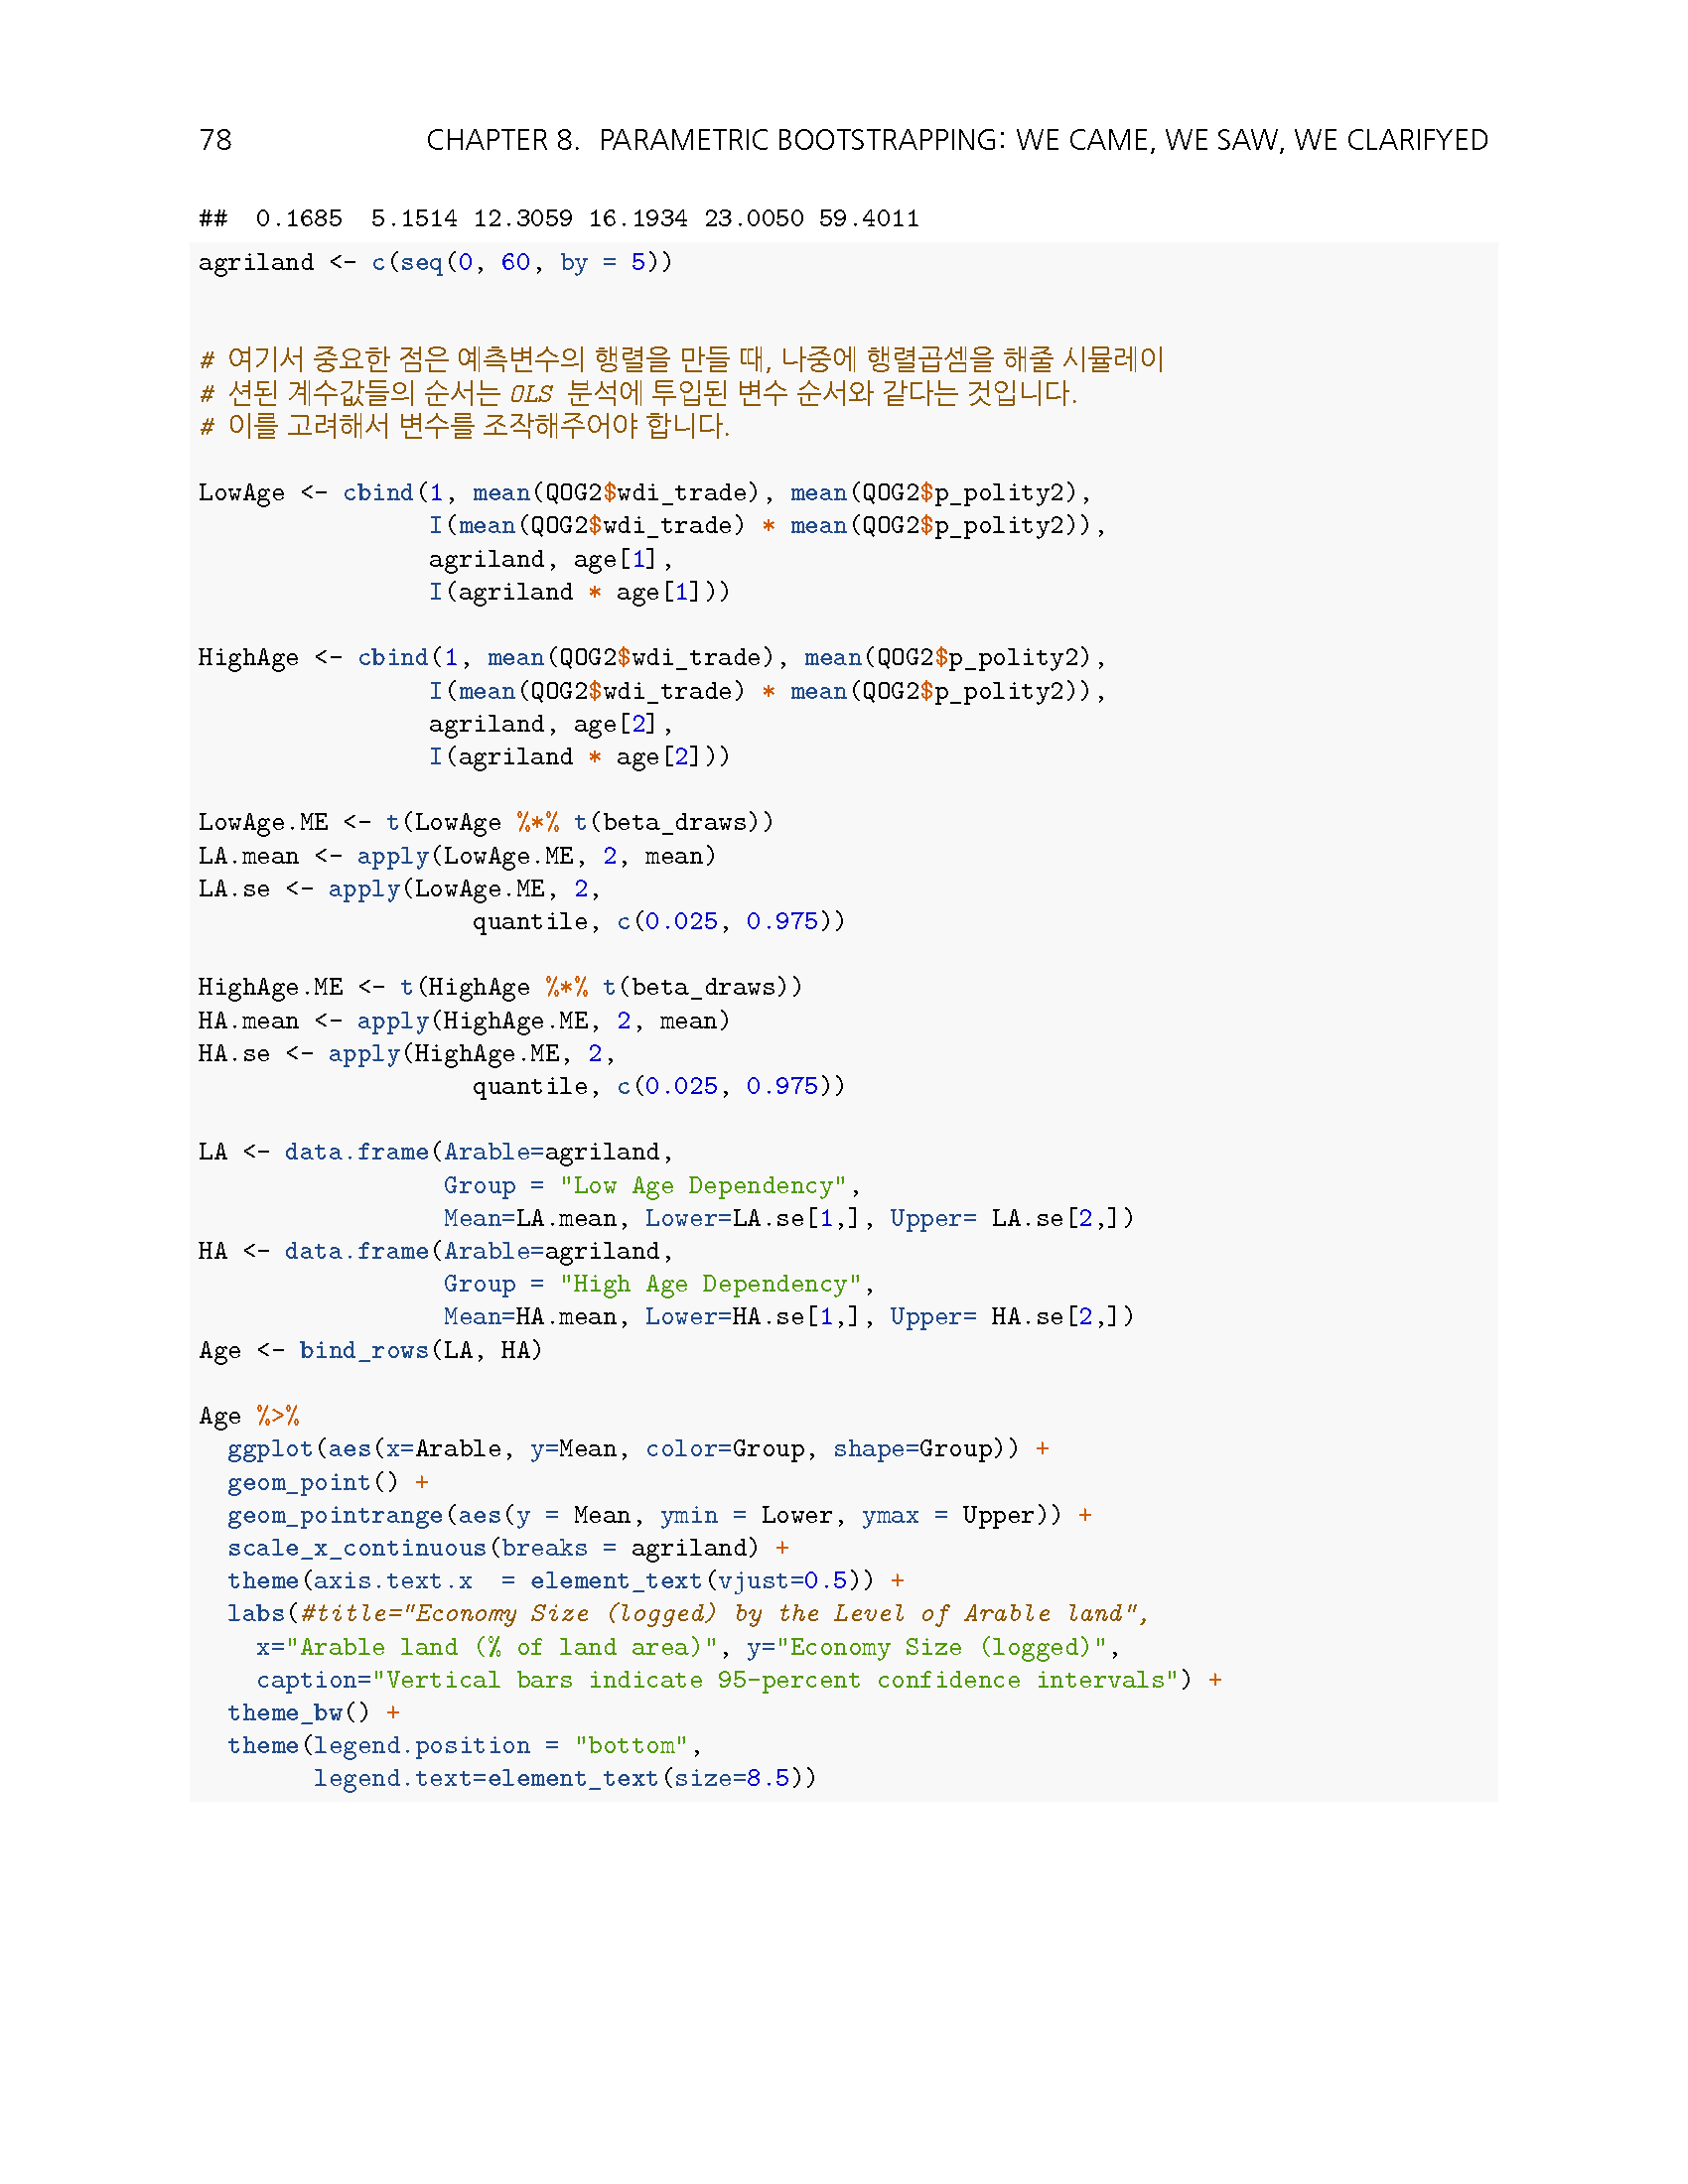 78 CHAPTER 8. PARAMETRIC BOOTSTRAPPING: WE CAME, WE SAW, WE CLARIFYED
## 0.1685 5.1514 12.3059 16.1934 23.0050 59.4011
agriland <- c(seq(0, 60, by = 5))
# 여기서 중요한 점은 예측변수의 행렬을 만들 때, 나중에 행렬곱셈을 해줄 시뮬레이
# 션된 계수값들의 순서는 OLS 분석에 투입된 변수 순서와 같다는 것입니다.
# 이를 고려해서 변수를 조작해주어야 합니다.
LowAge <- cbind(1, mean(QOG2$wdi_trade), mean(QOG2$p_polity2),
I(mean(QOG2$wdi_trade) * mean(QOG2$p_polity2)),
agriland, age[1],
I(agriland * age[1]))
HighAge <- cbind(1, mean(QOG2$wdi_trade), mean(QOG2$p_polity2),
I(mean(QOG2$wdi_trade) * mean(QOG2$p_polity2)),
agriland, age[2],
I(agriland * age[2]))
LowAge.ME <- t(LowAge %*% t(beta_draws))
LA.mean <- apply(LowAge.ME, 2, mean)
LA.se <- apply(LowAge.ME, 2,
quantile, c(0.025, 0.975))
HighAge.ME <- t(HighAge %*% t(beta_draws))
HA.mean <- apply(HighAge.ME, 2, mean)
HA.se <- apply(HighAge.ME, 2,
quantile, c(0.025, 0.975))
LA <- data.frame(Arable=agriland,
Group = "Low Age Dependency",
Mean=LA.mean, Lower=LA.se[1,], Upper= LA.se[2,])
HA <- data.frame(Arable=agriland,
Group = "High Age Dependency",
Mean=HA.mean, Lower=HA.se[1,], Upper= HA.se[2,])
Age <- bind_rows(LA, HA)
Age %>%
ggplot(aes(x=Arable, y=Mean, color=Group, shape=Group)) +
geom_point() +
geom_pointrange(aes(y = Mean, ymin = Lower, ymax = Upper)) +
scale_x_continuous(breaks = agriland) +
theme(axis.text.x  = element_text(vjust=0.5)) +
labs(#title="Economy Size (logged) by the Level of Arable land",
x="Arable land (% of land area)", y="Economy Size (logged)",
caption="Vertical bars indicate 95-percent confidence intervals") +
theme_bw() +
theme(legend.position = "bottom",
legend.text=element_text(size=8.5))